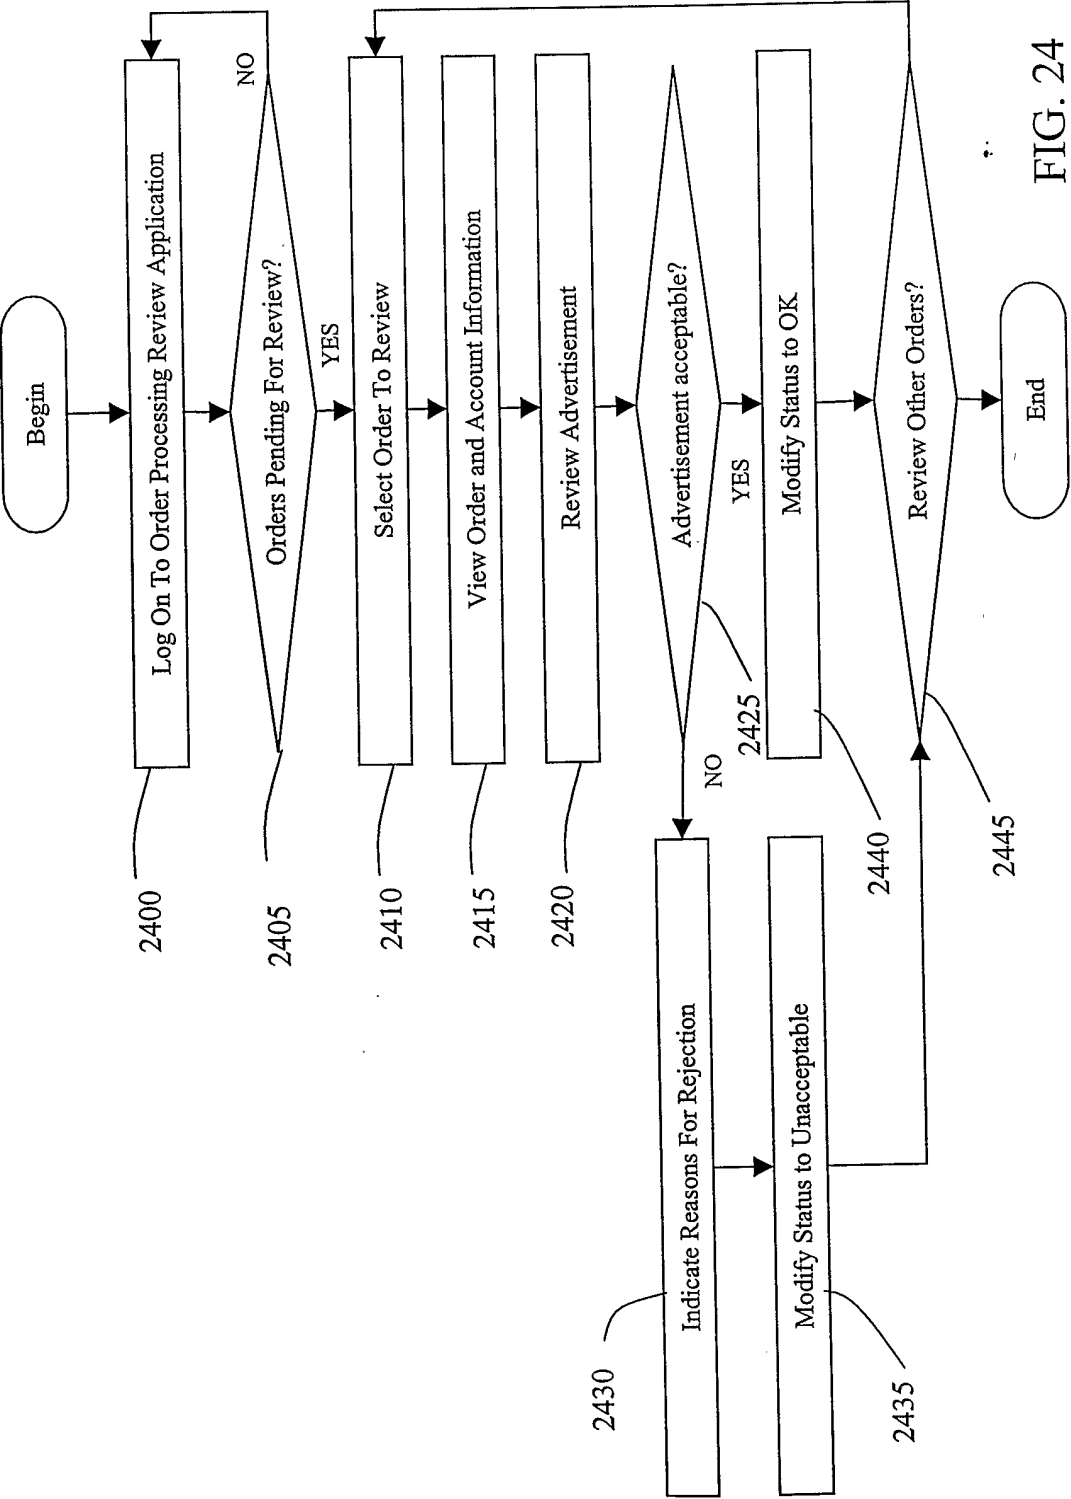 Begin
Log On To Order Processing Review Application
2400
NO
Orders Pending For Review?
2405
YES
Select Order To Review
2410
View Order and Account Information
2415
Review Advertisement
2420
Advertisement acceptable?
2425
NO
YES
Indicate Reasons For Rejection
2430
Modify Status to OK
2440
Modify Status to Unacceptable
2435
Review Other Orders?
2445
End
FIG. 24